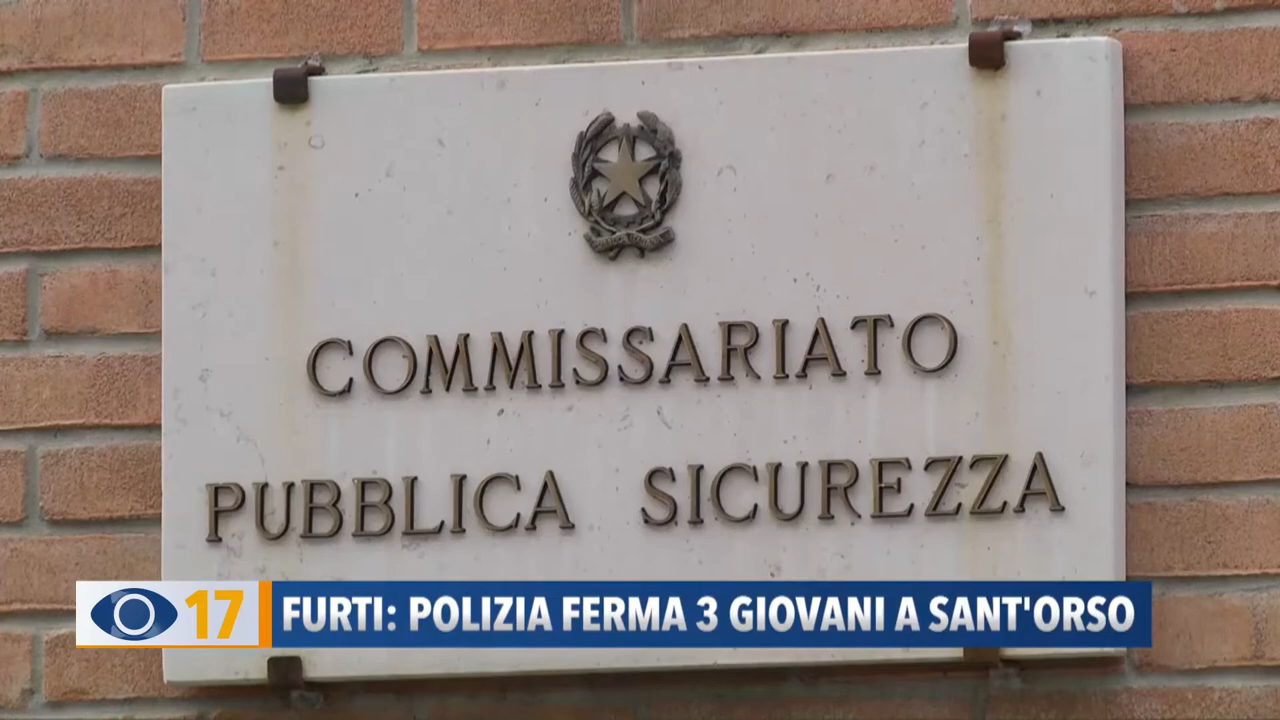 COMMISSARIATO
PUBBLICA SICUREZZA
17 FURTI: POLIZIA FERMA 3 GIOVANI A SANT'ORSO